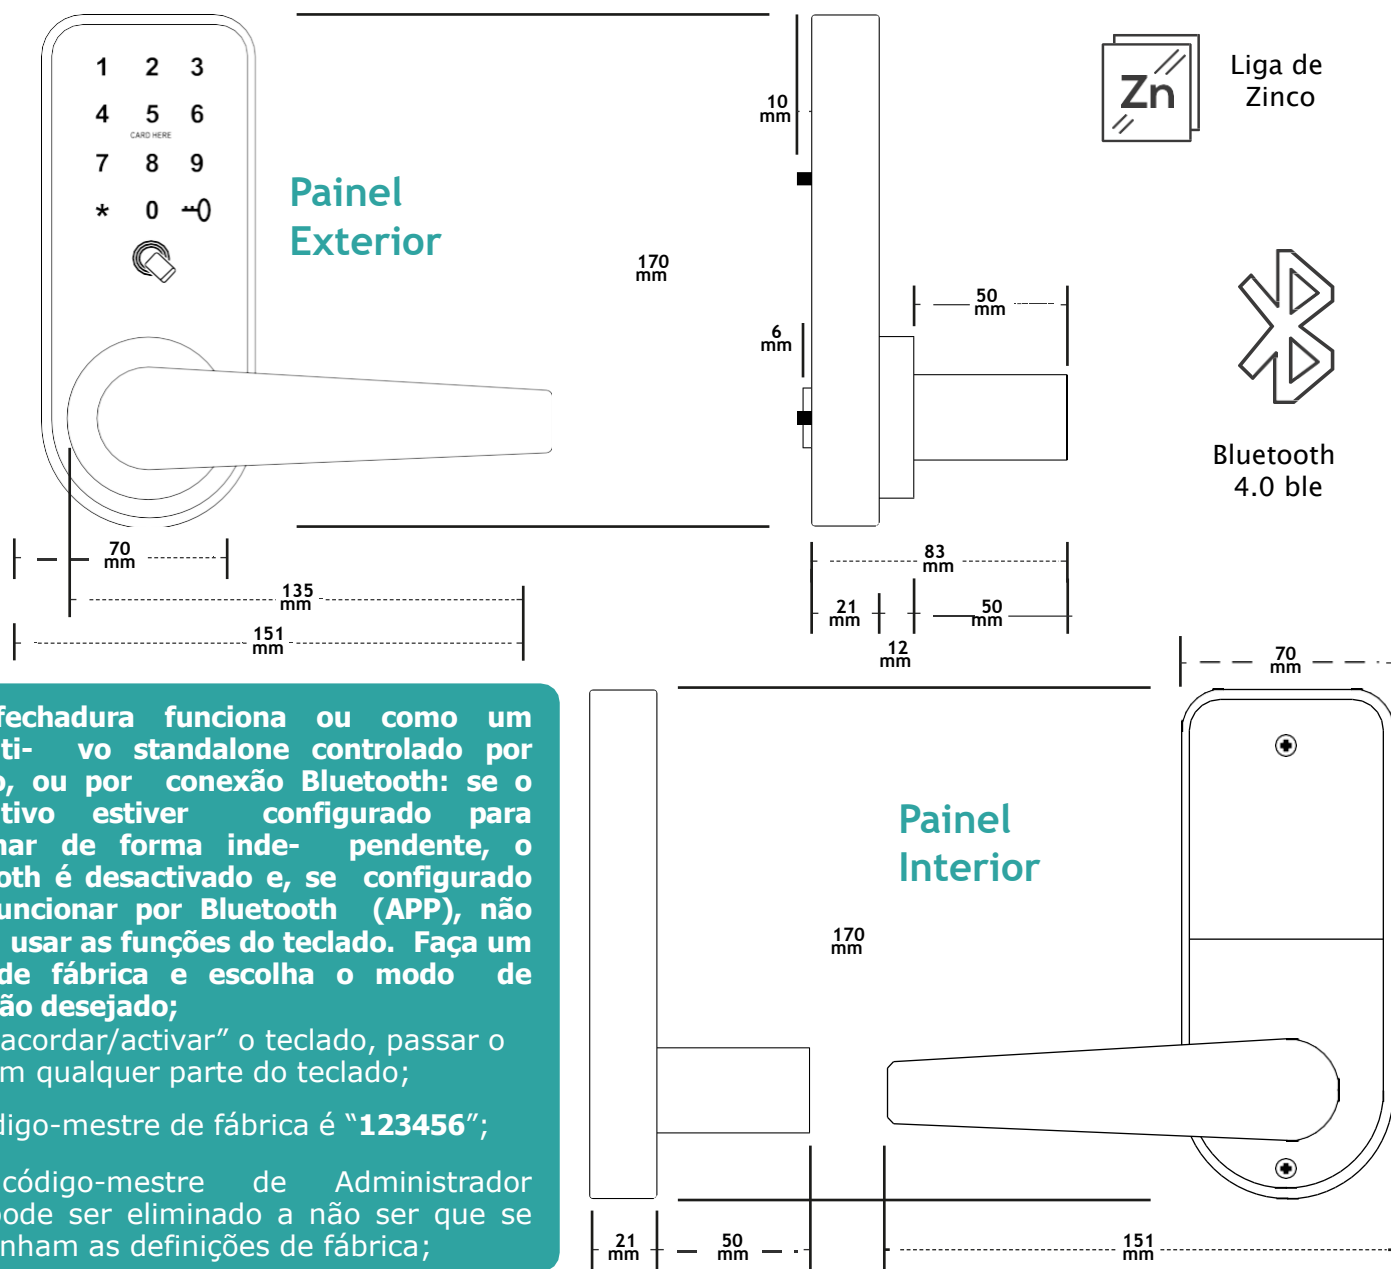 1 2 3
4 5 6
CARD HERE
7 8 9
* 0
Painel
Exterior
170
mm
10
mm
6
mm
50
mm
Zn
Liga de
Zinco
Bluetooth
4.0 ble
70
mm
135
mm
151
mm
83
mm
21
mm
50
mm
12
mm
fechadura funciona ou como um
ti- vo standalone controlado por
o, ou por conexão Bluetooth: se o
tivo estiver configurado para
nar de forma inde- pendente, o
ooth é desactivado e, se configurado
funcionar por Bluetooth (APP), não
usar as funções do teclado. Faça um
de fábrica e escolha o modo de
ão desejado;
acordar/activar” o teclado, passar o
m qualquer parte do teclado;
digo-mestre de fábrica é “123456”;
código-mestre de Administrador
pode ser eliminado a não ser que se
nham as definições de fábrica;
70
mm
Painel
Interior
170
mm
21
mm
50
mm
151
mm